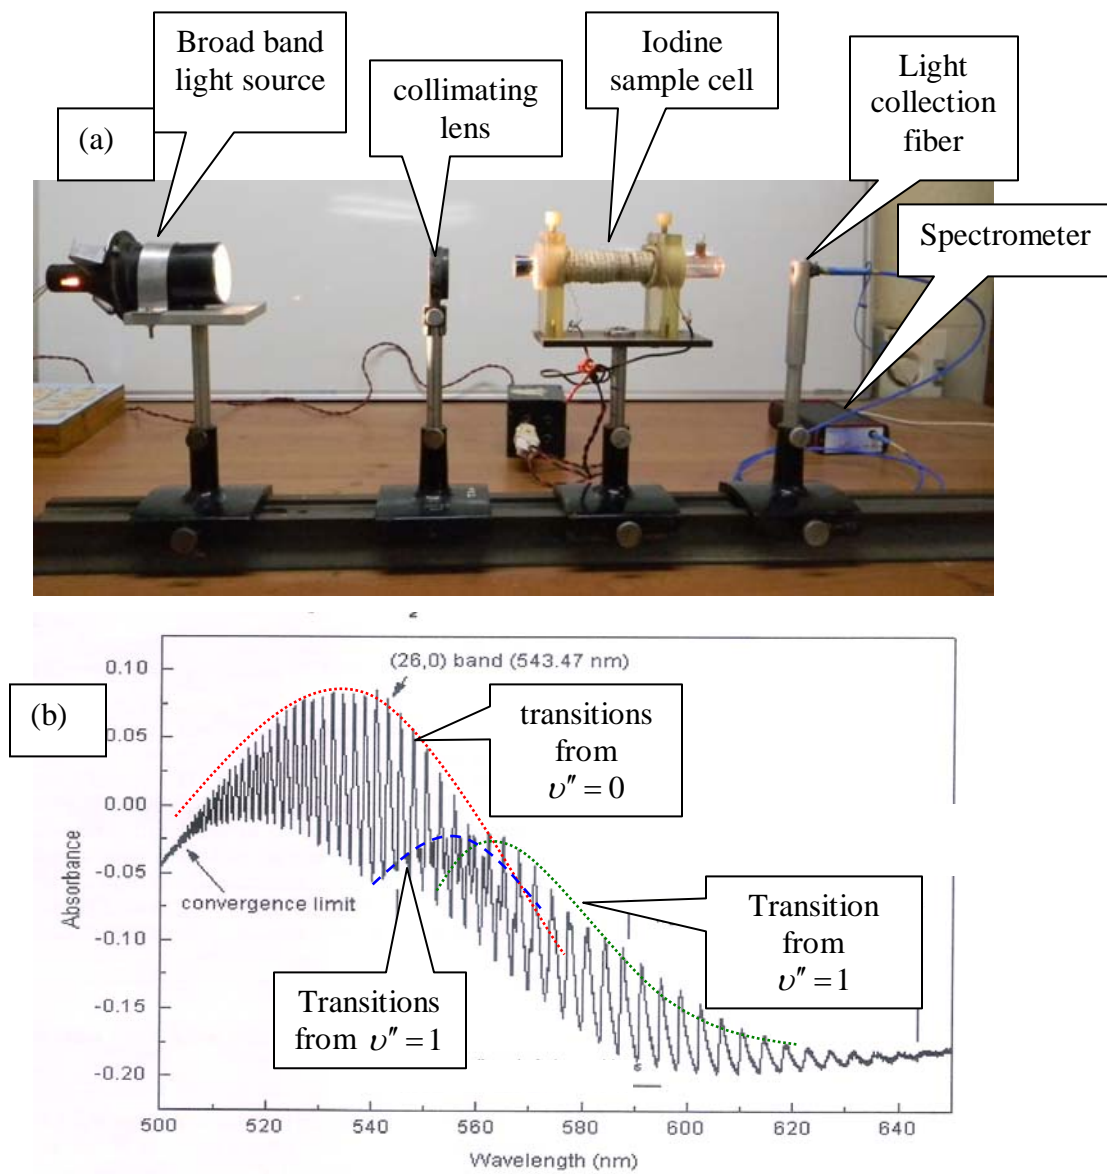 Broad band
light source
collimating
lens
Iodine
sample cell
Light
collection
fiber
(a)
Spectrometer
2
(b)
(26,0) band (543.47 nm)
transitions
from
υ″ = 0
convergence limit
Transitions
from υ″ = 1
Transition
from
υ″ = 1
Absorbance
0.10
0.05
0.00
-0.05
-0.10
-0.15
-0.20
500 520 540 560 580 600 620 640
Wavelength (nm)